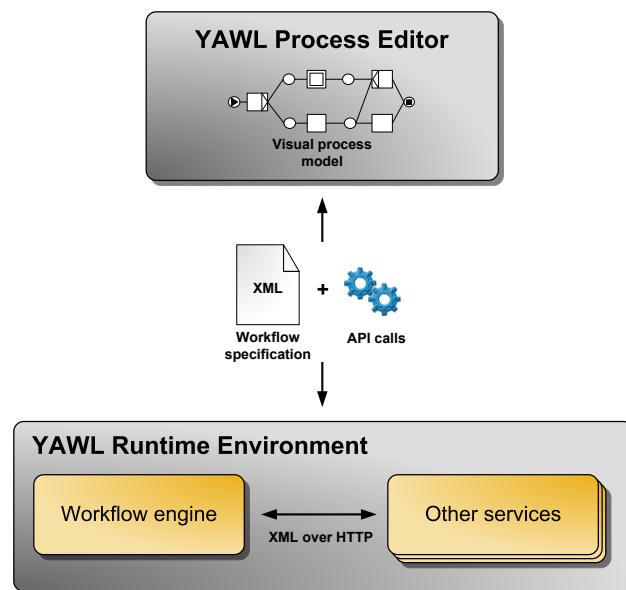 YAWL Process Editor
Visual process
model
XML
+
Workflow
specification
API calls
YAWL Runtime Environment
Workflow engine
XML over HTTP
Other services